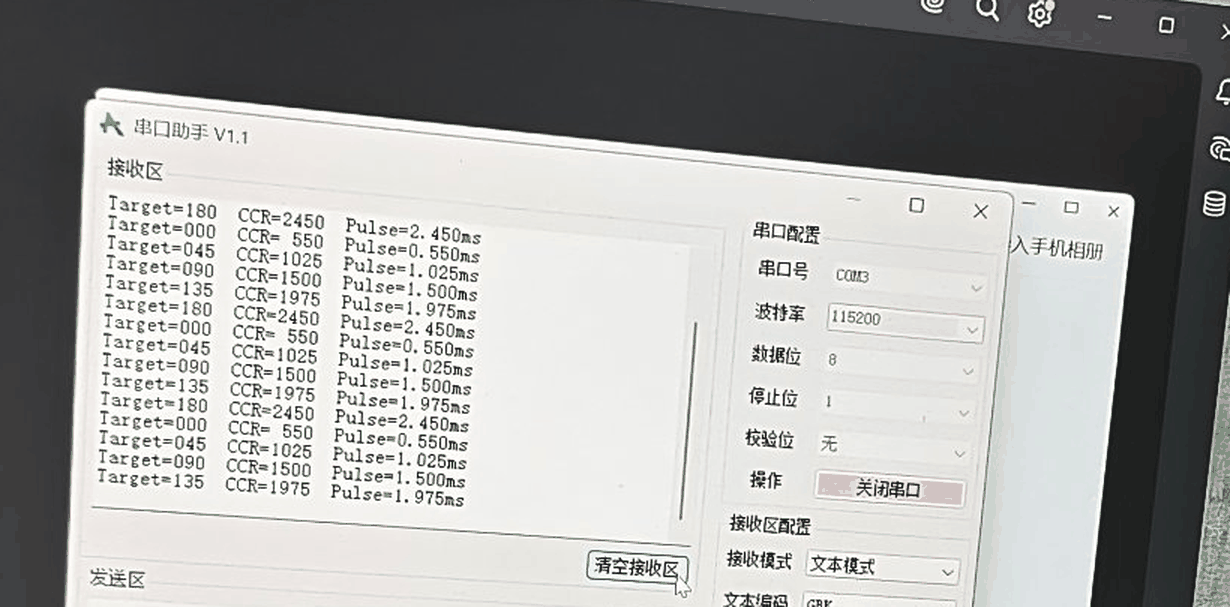 串口助手 V1.1
接收区
Target=180 CCR=2450 Pulse=2.450ms
Target=000 CCR= 550 Pulse=0.550ms
Target=045 CCR=1025 Pulse=1.025ms
Target=090 CCR=1500 Pulse=1.500ms
Target=135 CCR=1975 Pulse=1.975ms
Target=180 CCR=2450 Pulse=2.450ms
Target=000 CCR= 550 Pulse=0.550ms
Target=045 CCR=1025 Pulse=1.025ms
Target=090 CCR=1500 Pulse=1.500ms
Target=135 CCR=1975 Pulse=1.975ms
Target=180 CCR=2450 Pulse=2.450ms
Target=000 CCR= 550 Pulse=0.550ms
Target=045 CCR=1025 Pulse=1.025ms
Target=090 CCR=1500 Pulse=1.500ms
Target=135 CCR=1975 Pulse=1.975ms
清空接收区
发送区
串口配置
串口号 COM3
波特率 115200
数据位 8
停止位 1
校验位 无
操作 关闭串口
接收区配置
接收模式 文本模式
文本编码 GBK
入手机相册